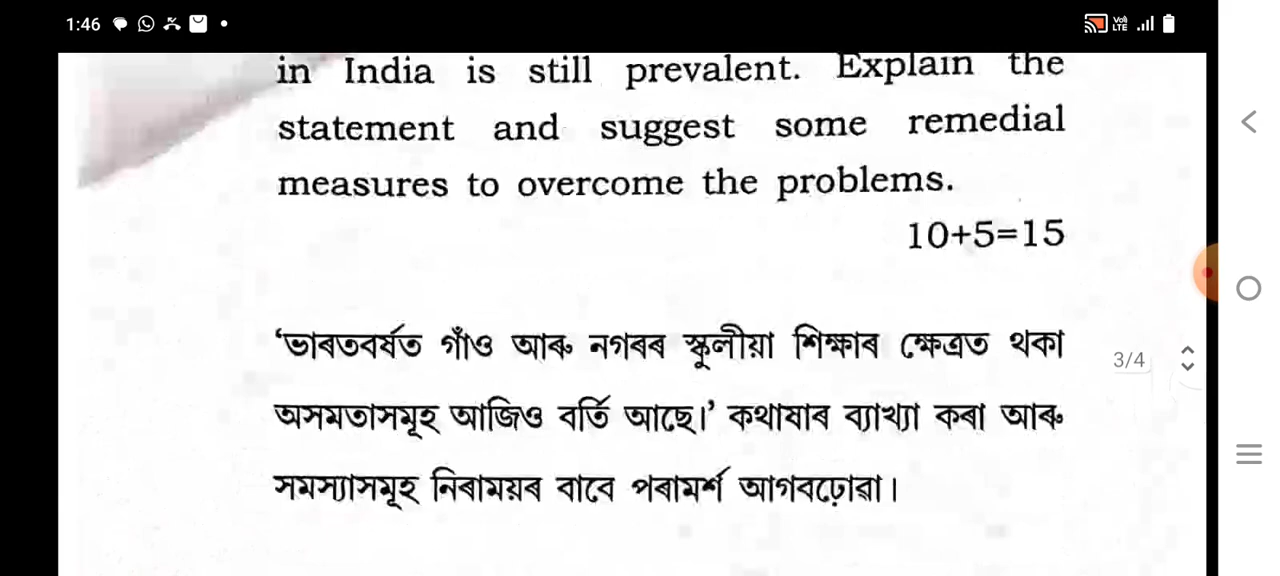 1:46
Vo) LTE
in India is still prevalent. Explain the
statement and suggest some remedial
measures to overcome the problems.
10+5=15
‘ভাৰতবৰ্ষত গাঁও আৰু নগৰৰ স্কুলীয়া শিক্ষাৰ ক্ষেত্ৰত থকা
অসমতাসমূহ আজিও বৰ্তি আছে।’ কথাষাৰ ব্যাখ্যা কৰা আৰু
সমস্যাসমূহ নিৰাময়ৰ বাবে পৰামৰ্শ আগবঢ়োৱা।
3/4